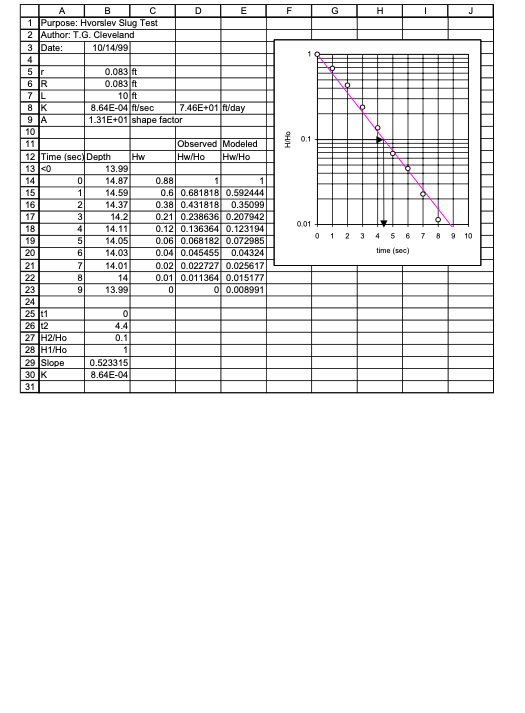 A B C D E F G H I J
1 Purpose: Hvorslev Slug Test
2 Author: T.G. Cleveland
3 Date: 10/14/99
4
5 r 0.083 ft
6 R 0.083 ft
7 L 10 ft
8 K 8.64E-04 ft/sec 7.46E+01 ft/day
9 A 1.31E+01 shape factor
10
11 Observed Modeled
12 Time (sec) Depth Hw Hw/Ho Hw/Ho
13 <0 13.99
14 0 14.87 0.88 1 1
15 1 14.59 0.6 0.681818 0.592444
16 2 14.37 0.38 0.431818 0.35099
17 3 14.2 0.21 0.238636 0.207942
18 4 14.11 0.12 0.136364 0.123194
19 5 14.05 0.06 0.068182 0.072985
20 6 14.03 0.04 0.045455 0.04324
21 7 14.01 0.02 0.022727 0.025617
22 8 14 0.01 0.011364 0.015177
23 9 13.99 0 0 0.008991
24
25 t1 0
26 t2 4.4
27 H2/Ho 0.1
28 H1/Ho 1
29 Slope 0.523315
30 K 8.64E-04
31
1
0.1
0.01
H/Ho
0 1 2 3 4 5 6 7 8 9 10
time (sec)